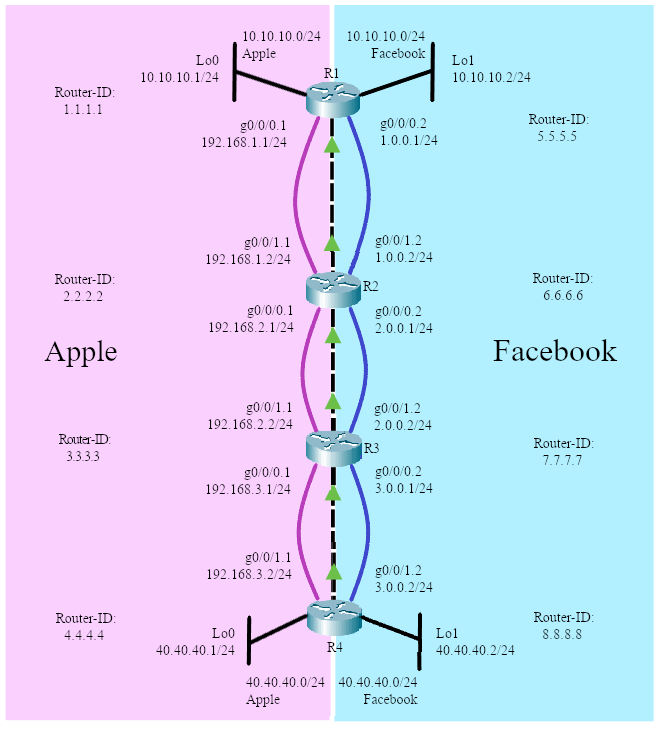 10.10.10.0/24
Apple
10.10.10.0/24
Facebook
Lo0
10.10.10.1/24
Lo1
10.10.10.2/24
R1
Router-ID:
1.1.1.1
Router-ID:
5.5.5.5
g0/0/0.1
192.168.1.1/24
g0/0/0.2
1.0.0.1/24
g0/0/1.1
192.168.1.2/24
g0/0/1.2
1.0.0.2/24
Router-ID:
2.2.2.2
R2
Router-ID:
6.6.6.6
g0/0/0.1
192.168.2.1/24
g0/0/0.2
2.0.0.1/24
Apple
Facebook
g0/0/1.1
192.168.2.2/24
g0/0/1.2
2.0.0.2/24
Router-ID:
3.3.3.3
R3
Router-ID:
7.7.7.7
g0/0/0.1
192.168.3.1/24
g0/0/0.2
3.0.0.1/24
g0/0/1.1
192.168.3.2/24
g0/0/1.2
3.0.0.2/24
Router-ID:
4.4.4.4
Router-ID:
8.8.8.8
Lo0
40.40.40.1/24
R4
Lo1
40.40.40.2/24
40.40.40.0/24
Apple
40.40.40.0/24
Facebook